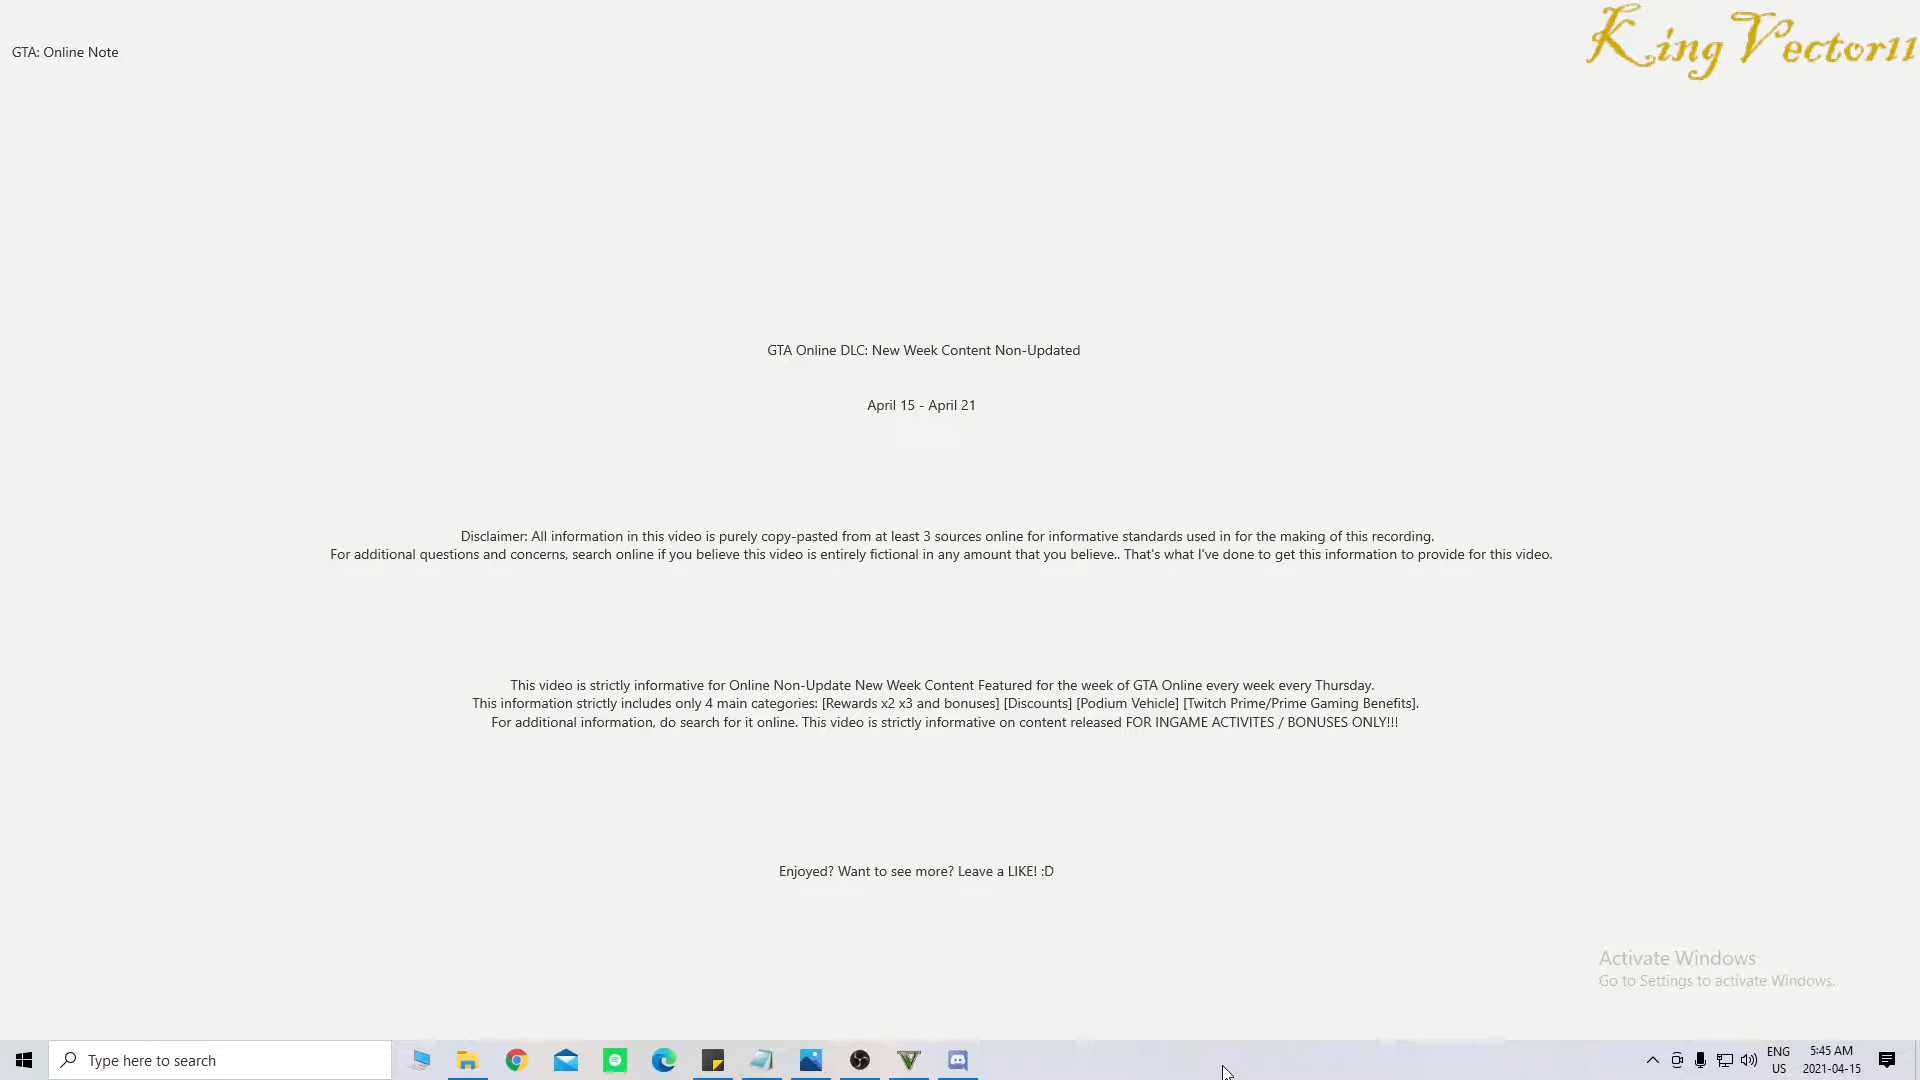 King Vector11
GTA: Online Note
GTA Online DLC: New Week Content Non-Updated
April 15 - April 21
Disclaimer: All information in this video is purely copy-pasted from at least 3 sources online for informative standards used in for the making of this recording.
For additional questions and concerns, search online if you believe this video is entirely fictional in any amount that you believe.. That's what I've done to get this information to provide for this video.
This video is strictly informative for Online Non-Update New Week Content Featured for the week of GTA Online every week every Thursday.
This information strictly includes only 4 main categories: [Rewards x2 x3 and bonuses] [Discounts] [Podium Vehicle] [Twitch Prime/Prime Gaming Benefits].
For additional information, do search for it online. This video is strictly informative on content released FOR INGAME ACTIVITES / BONUSES ONLY!!!
Enjoyed? Want to see more? Leave a LIKE! :D
Activate Windows
Go to Settings to activate Windows.
Type here to search
ENG
US
5:45 AM
2021-04-15